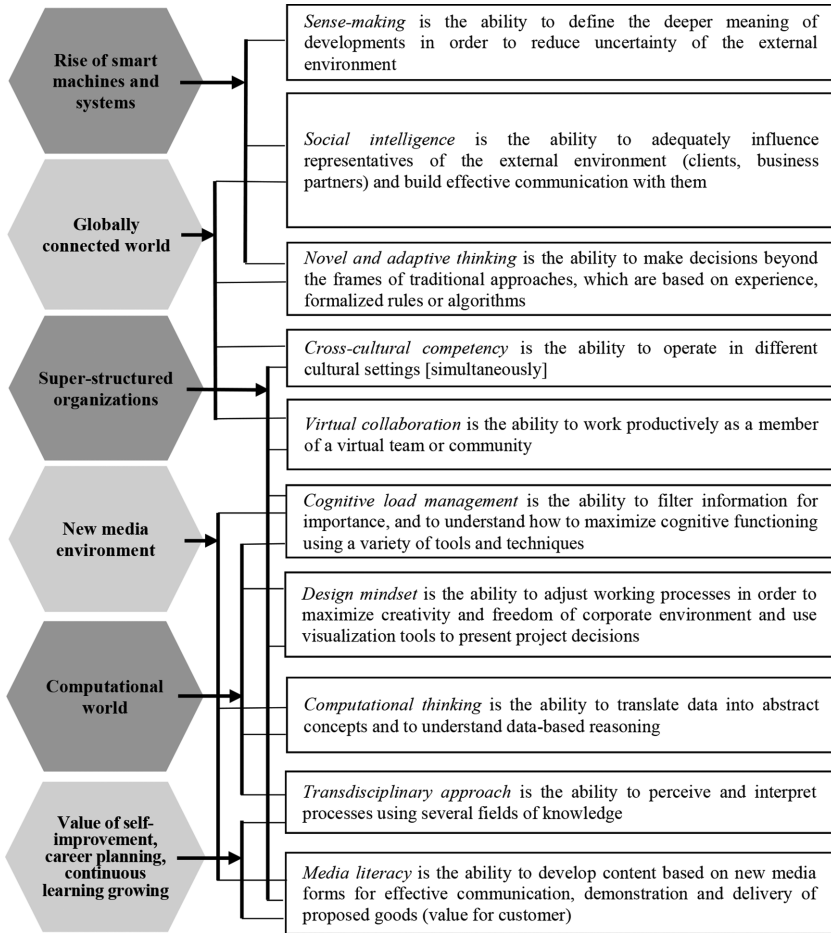 Rise of smart
machines and
systems
Globally
connected world
Super-structured
organizations
New media
environment
Computational
world
Value of self-
improvement,
career planning,
continuous
learning growing
Sense-making is the ability to define the deeper meaning of
developments in order to reduce uncertainty of the external
environment
Social intelligence is the ability to adequately influence
representatives of the external environment (clients, business
partners) and build effective communication with them
Novel and adaptive thinking is the ability to make decisions beyond
the frames of traditional approaches, which are based on experience,
formalized rules or algorithms
Cross-cultural competency is the ability to operate in different
cultural settings [simultaneously]
Virtual collaboration is the ability to work productively as a member
of a virtual team or community
Cognitive load management is the ability to filter information for
importance, and to understand how to maximize cognitive functioning
using a variety of tools and techniques
Design mindset is the ability to adjust working processes in order to
maximize creativity and freedom of corporate environment and use
visualization tools to present project decisions
Computational thinking is the ability to translate data into abstract
concepts and to understand data-based reasoning
Transdisciplinary approach is the ability to perceive and interpret
processes using several fields of knowledge
Media literacy is the ability to develop content based on new media
forms for effective communication, demonstration and delivery of
proposed goods (value for customer)